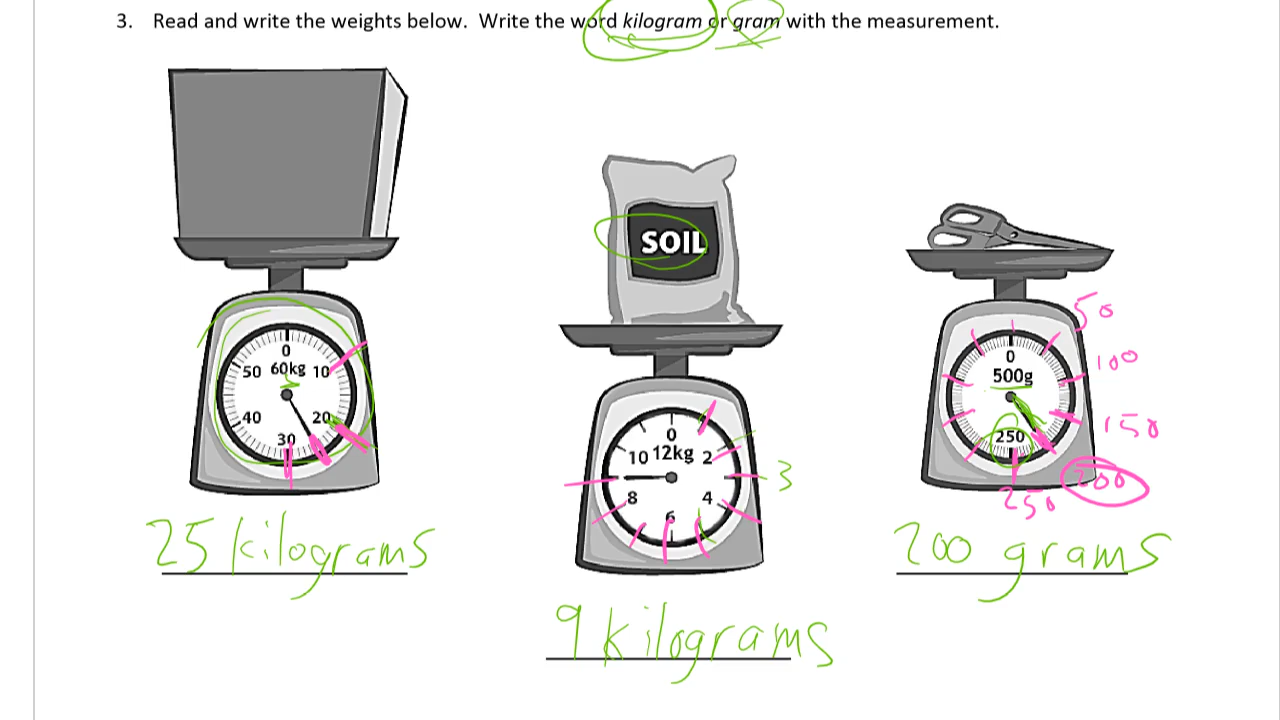 3. Read and write the weights below. Write the word kilogram or gram with the measurement.
0
50 60kg 10
40 20
30
25 kilograms
SOIL
0
10 12kg 2
8 4
6
3
9 kilograms
0
500g
250
50
100
150
200
250
200 grams